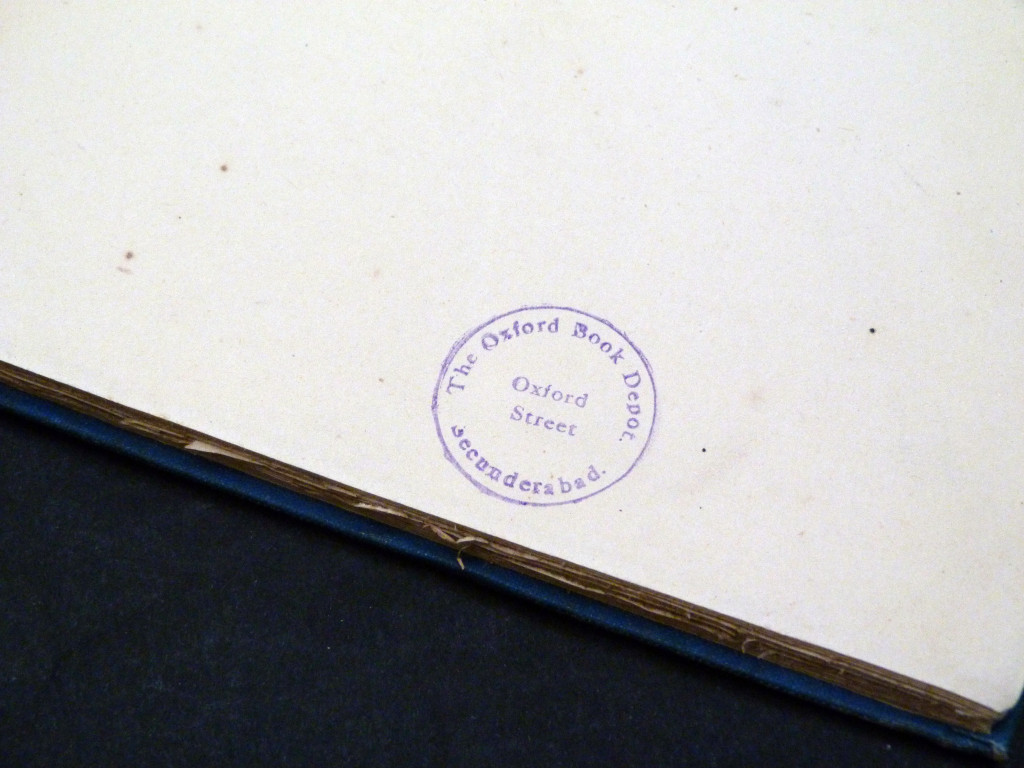 The Oxford Book Depot.
Oxford
Street
Secunderabad.